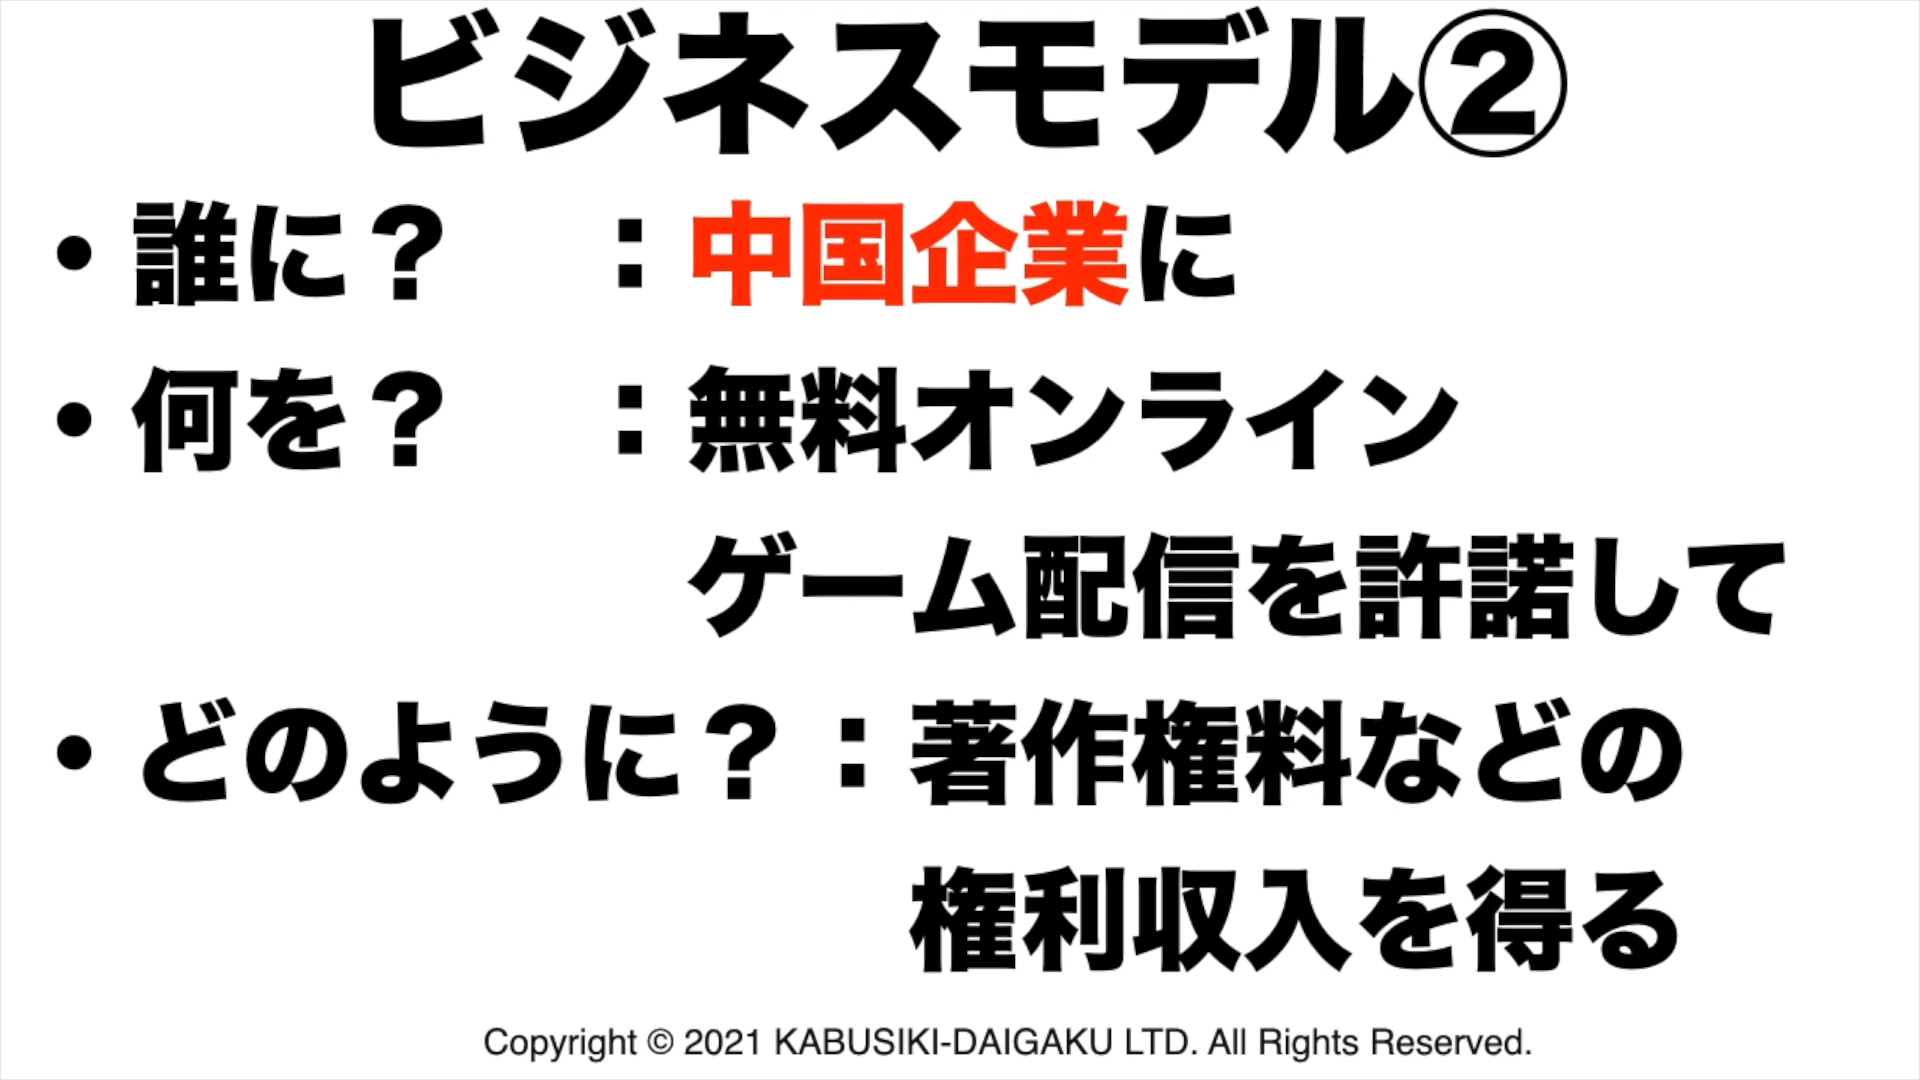 ビジネスモデル②
・誰に？　：中国企業に
・何を？　：無料オンライン
ゲーム配信を許諾して
・どのように？：著作権料などの
権利収入を得る
Copyright © 2021 KABUSIKI-DAIGAKU LTD. All Rights Reserved.